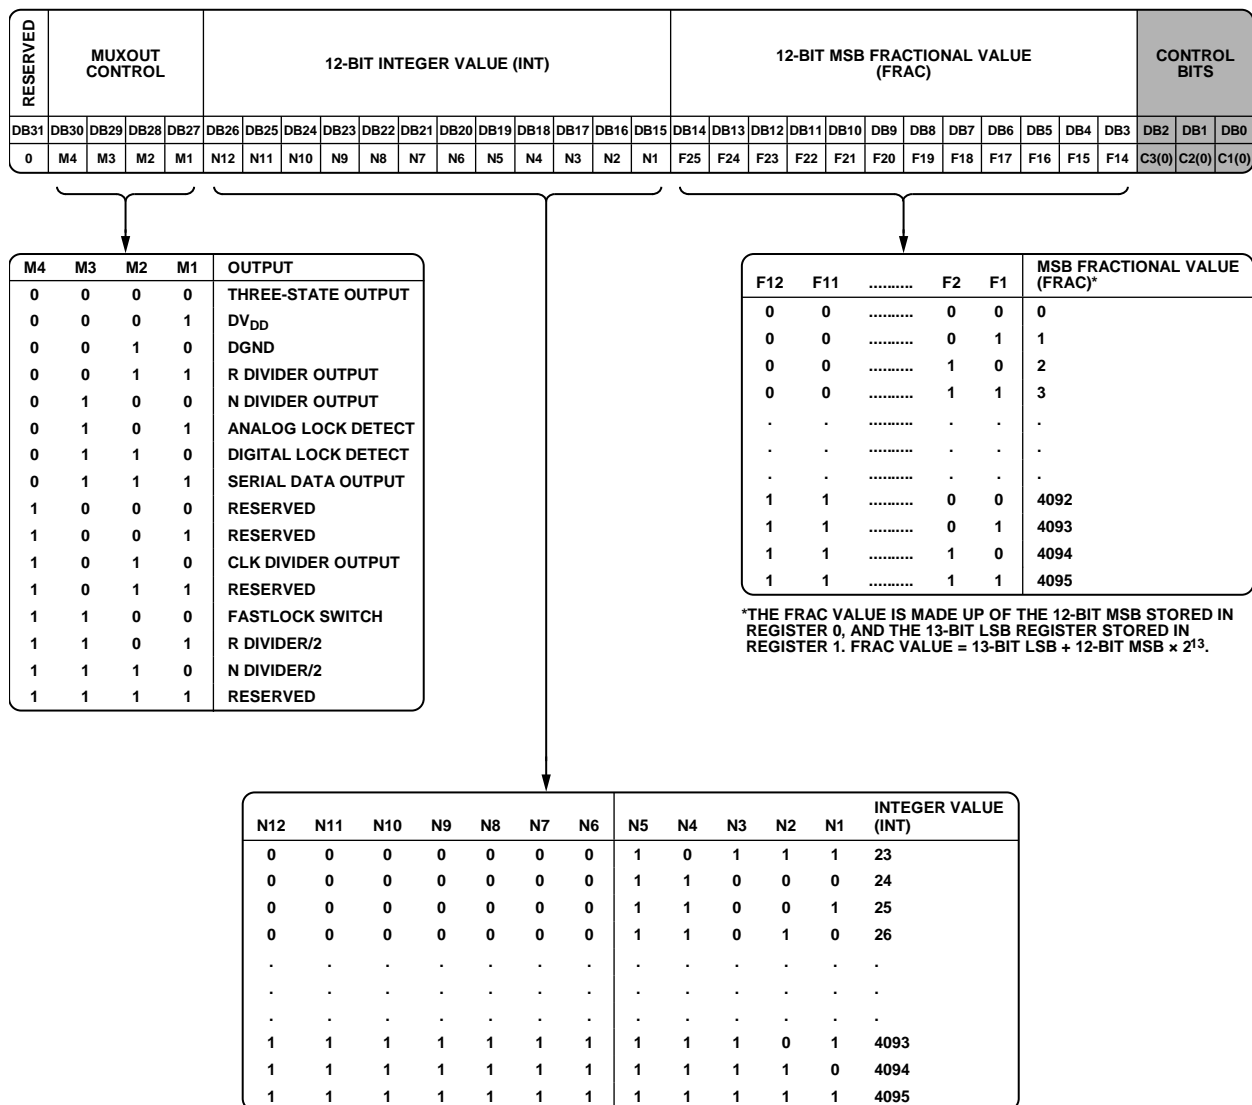 RESERVED
MUXOUT
CONTROL
12-BIT INTEGER VALUE (INT)
12-BIT MSB FRACTIONAL VALUE
(FRAC)
CONTROL
BITS
DB31 DB30 DB29 DB28 DB27 DB26 DB25 DB24 DB23 DB22 DB21 DB20 DB19 DB18 DB17 DB16 DB15 DB14 DB13 DB12 DB11 DB10 DB9 DB8 DB7 DB6 DB5 DB4 DB3 DB2 DB1 DB0
0 M4 M3 M2 M1 N12 N11 N10 N9 N8 N7 N6 N5 N4 N3 N2 N1 F25 F24 F23 F22 F21 F20 F19 F18 F17 F16 F15 F14 C3(0) C2(0) C1(0)
M4 M3 M2 M1 OUTPUT
0 0 0 0 THREE-STATE OUTPUT
0 0 0 1 DVDD
0 0 1 0 DGND
0 0 1 1 R DIVIDER OUTPUT
0 1 0 0 N DIVIDER OUTPUT
0 1 0 1 ANALOG LOCK DETECT
0 1 1 0 DIGITAL LOCK DETECT
0 1 1 1 SERIAL DATA OUTPUT
1 0 0 0 RESERVED
1 0 0 1 RESERVED
1 0 1 0 CLK DIVIDER OUTPUT
1 0 1 1 RESERVED
1 1 0 0 FASTLOCK SWITCH
1 1 0 1 R DIVIDER/2
1 1 1 0 N DIVIDER/2
1 1 1 1 RESERVED
F12 F11 .......... F2 F1 MSB FRACTIONAL VALUE
(FRAC)*
0 0 .......... 0 0 0
0 0 .......... 0 1 1
0 0 .......... 1 0 2
0 0 .......... 1 1 3
. . .......... . . .
. . .......... . . .
. . .......... . . .
1 1 .......... 0 0 4092
1 1 .......... 0 1 4093
1 1 .......... 1 0 4094
1 1 .......... 1 1 4095
*THE FRAC VALUE IS MADE UP OF THE 12-BIT MSB STORED IN
REGISTER 0, AND THE 13-BIT LSB REGISTER STORED IN
REGISTER 1. FRAC VALUE = 13-BIT LSB + 12-BIT MSB × 2¹³.
N12 N11 N10 N9 N8 N7 N6 N5 N4 N3 N2 N1 INTEGER VALUE
(INT)
0 0 0 0 0 0 0 1 0 1 1 1 23
0 0 0 0 0 0 0 1 1 0 0 0 24
0 0 0 0 0 0 0 1 1 0 0 1 25
0 0 0 0 0 0 0 1 1 0 1 0 26
. . . . . . . . . . . . .
. . . . . . . . . . . . .
. . . . . . . . . . . . .
1 1 1 1 1 1 1 1 1 1 0 1 4093
1 1 1 1 1 1 1 1 1 1 1 0 4094
1 1 1 1 1 1 1 1 1 1 1 1 4095